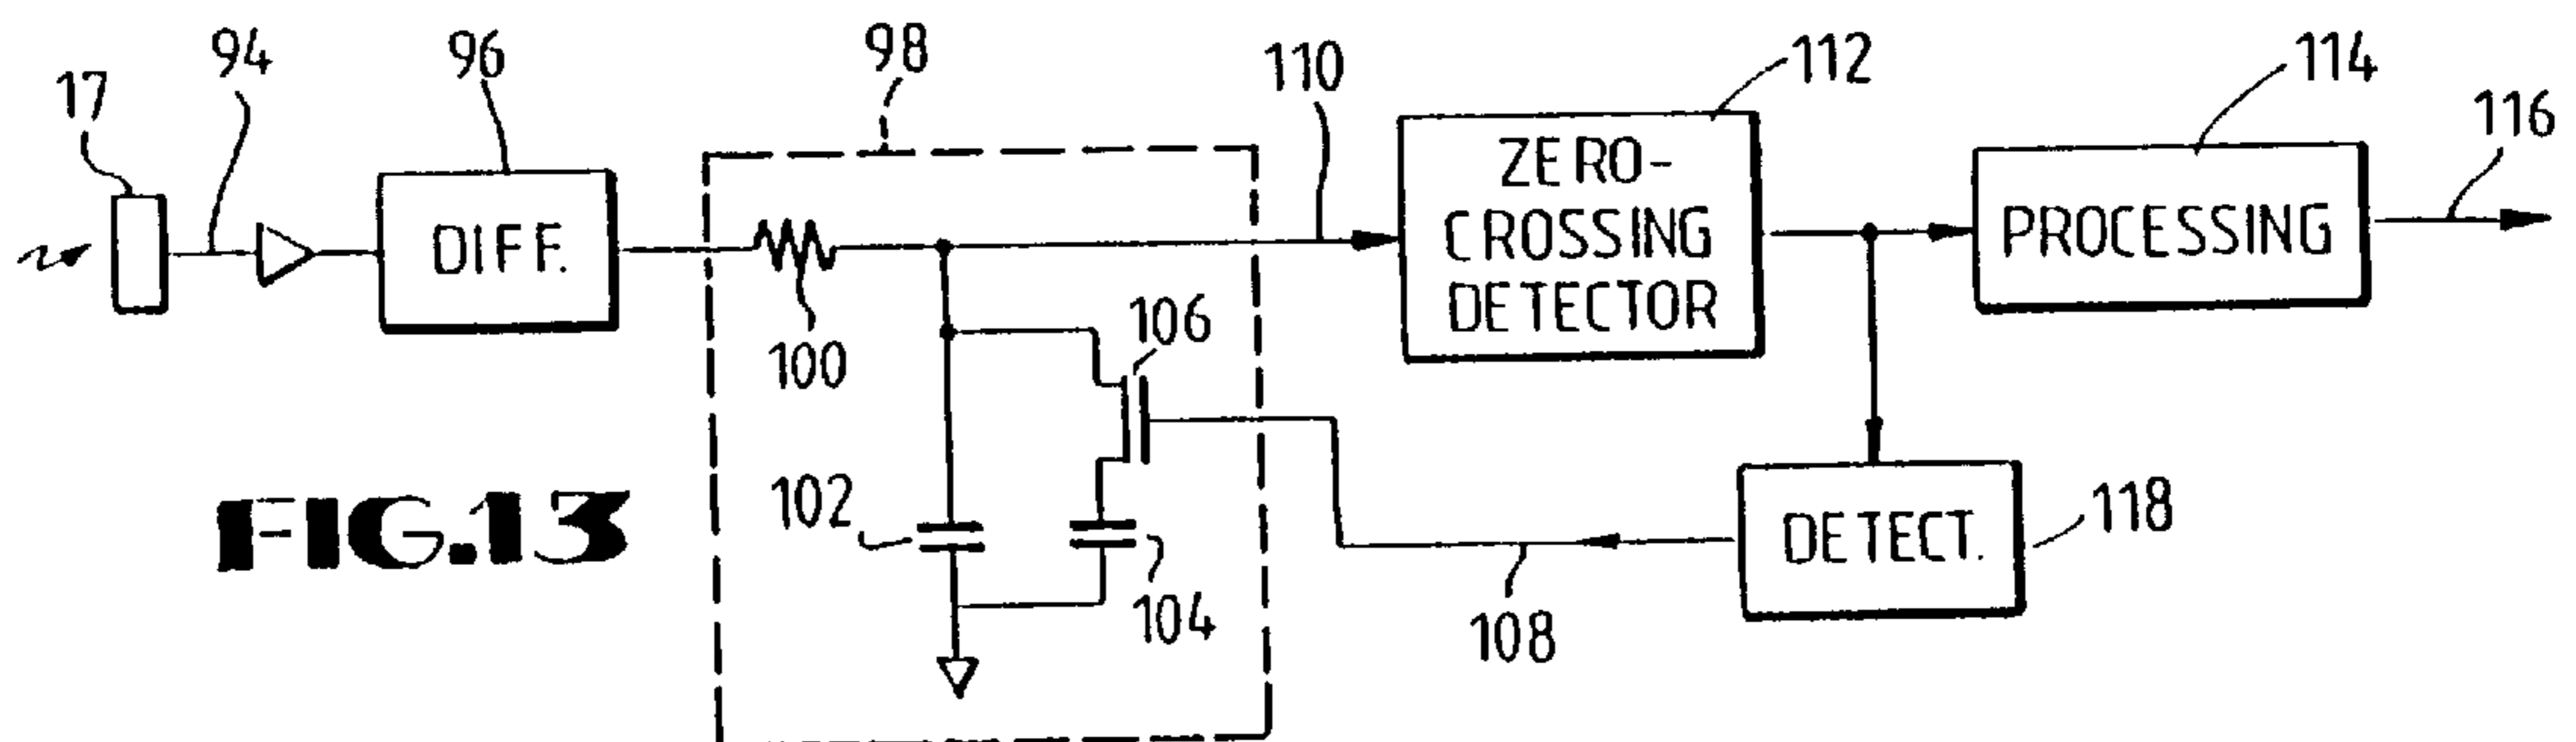 17
94
96
98
110
112
114
116
DIFF.
ZERO-
CROSSING
DETECTOR
PROCESSING
100
106
102
104
108
DETECT.
118
FIG.13